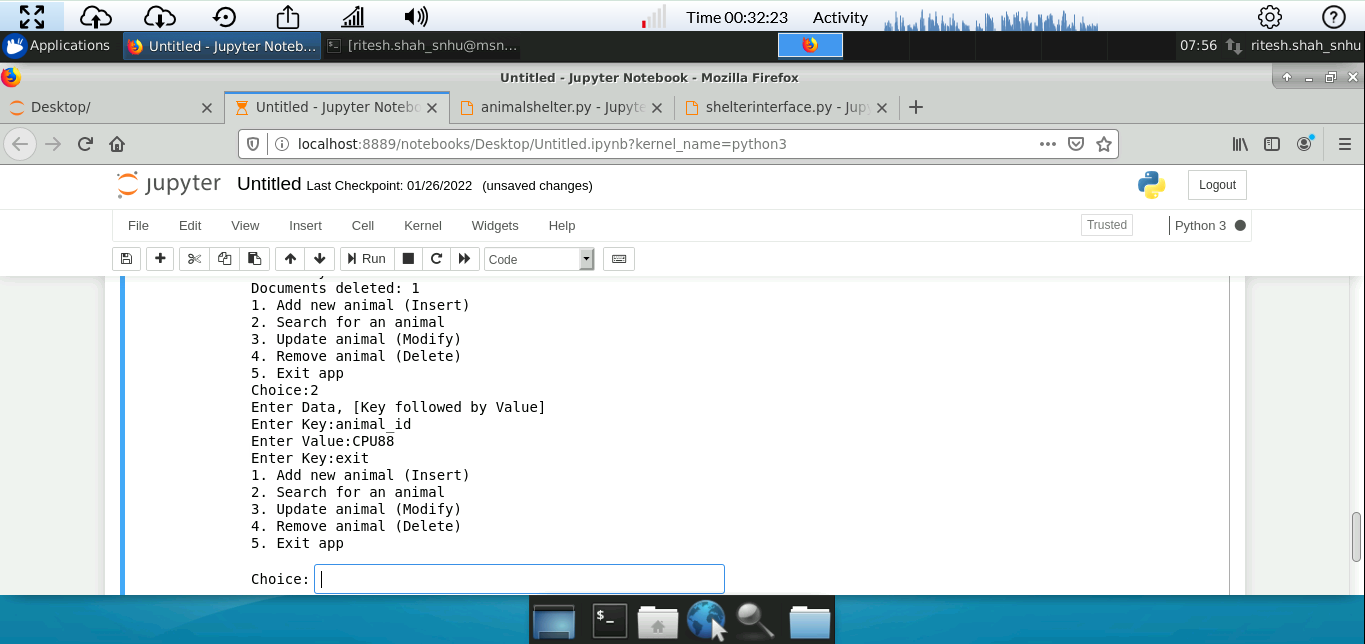 Time 00:32:23 Activity
Applications Untitled - Jupyter Noteb... [ritesh.shah_snhu@msn... 07:56 ritesh.shah_snhu
Untitled - Jupyter Notebook - Mozilla Firefox
Desktop/ Untitled - Jupyter Notebo animalshelter.py - Jupyte shelterinterface.py - Jup
localhost:8889/notebooks/Desktop/Untitled.ipynb?kernel_name=python3
jupyter Untitled Last Checkpoint: 01/26/2022 (unsaved changes) Logout
File Edit View Insert Cell Kernel Widgets Help Trusted Python 3
Run Code
Documents deleted: 1
1. Add new animal (Insert)
2. Search for an animal
3. Update animal (Modify)
4. Remove animal (Delete)
5. Exit app
Choice:2
Enter Data, [Key followed by Value]
Enter Key:animal_id
Enter Value:CPU88
Enter Key:exit
1. Add new animal (Insert)
2. Search for an animal
3. Update animal (Modify)
4. Remove animal (Delete)
5. Exit app
Choice: